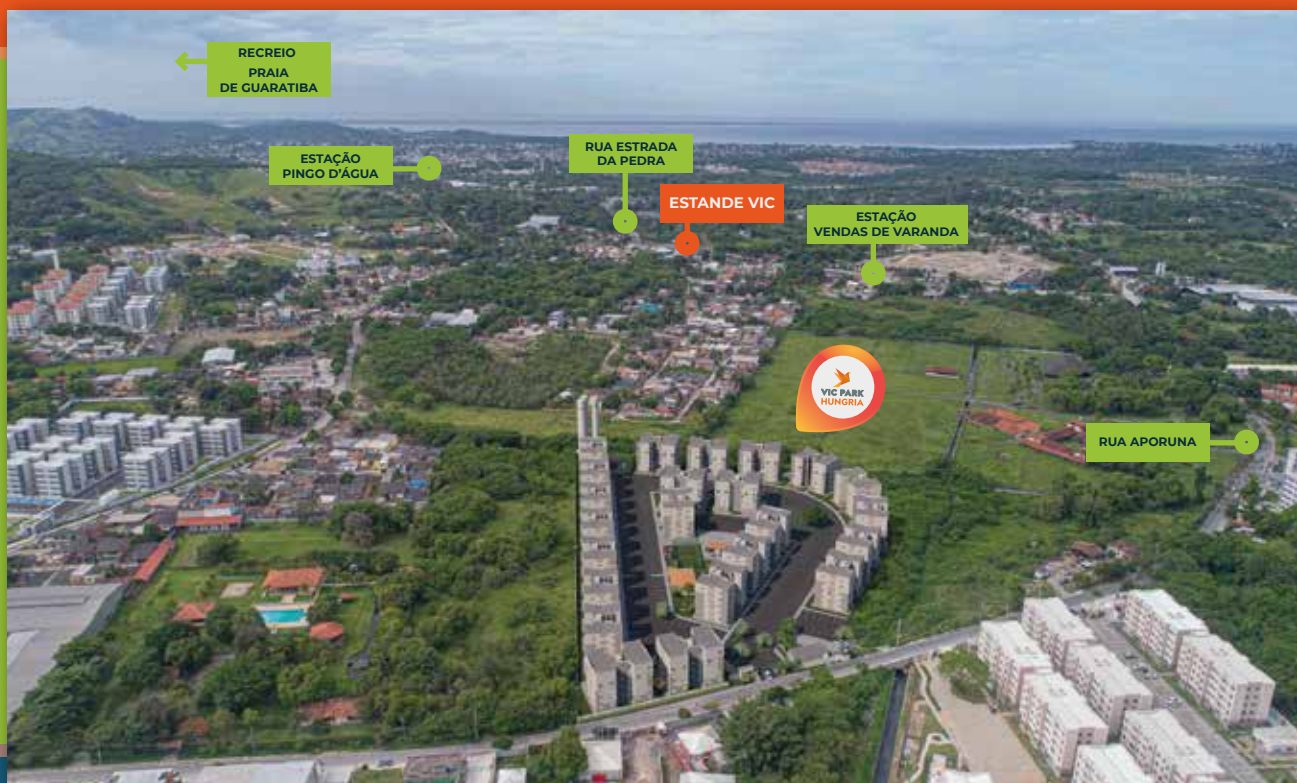 RECREIO
PRAIA
DE GUARATIBA
ESTAÇÃO
PINGO D'ÁGUA
RUA ESTRADA
DA PEDRA
ESTANDE VIC
ESTAÇÃO
VENDAS DE VARANDA
VIC PARK
HUNGRIA
RUA APORUNA